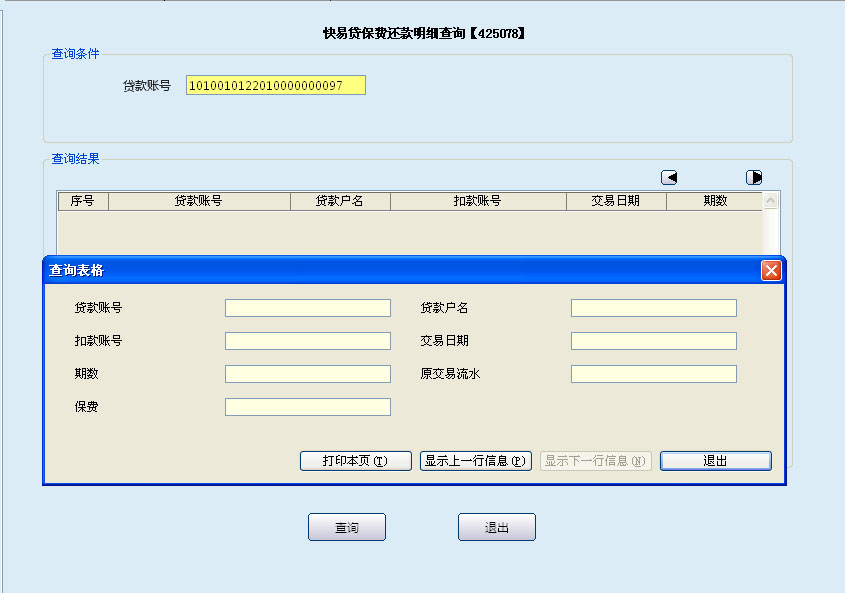 快易贷保费还款明细查询【425078】
查询条件
贷款账号 1010010122010000000097
查询结果
序号 贷款账号 贷款户名 扣款账号 交易日期 期数
查询表格
贷款账号 贷款户名
扣款账号 交易日期
期数 原交易流水
保费
打印本页(T) 显示上一行信息(P) 显示下一行信息(N) 退出
查询 退出